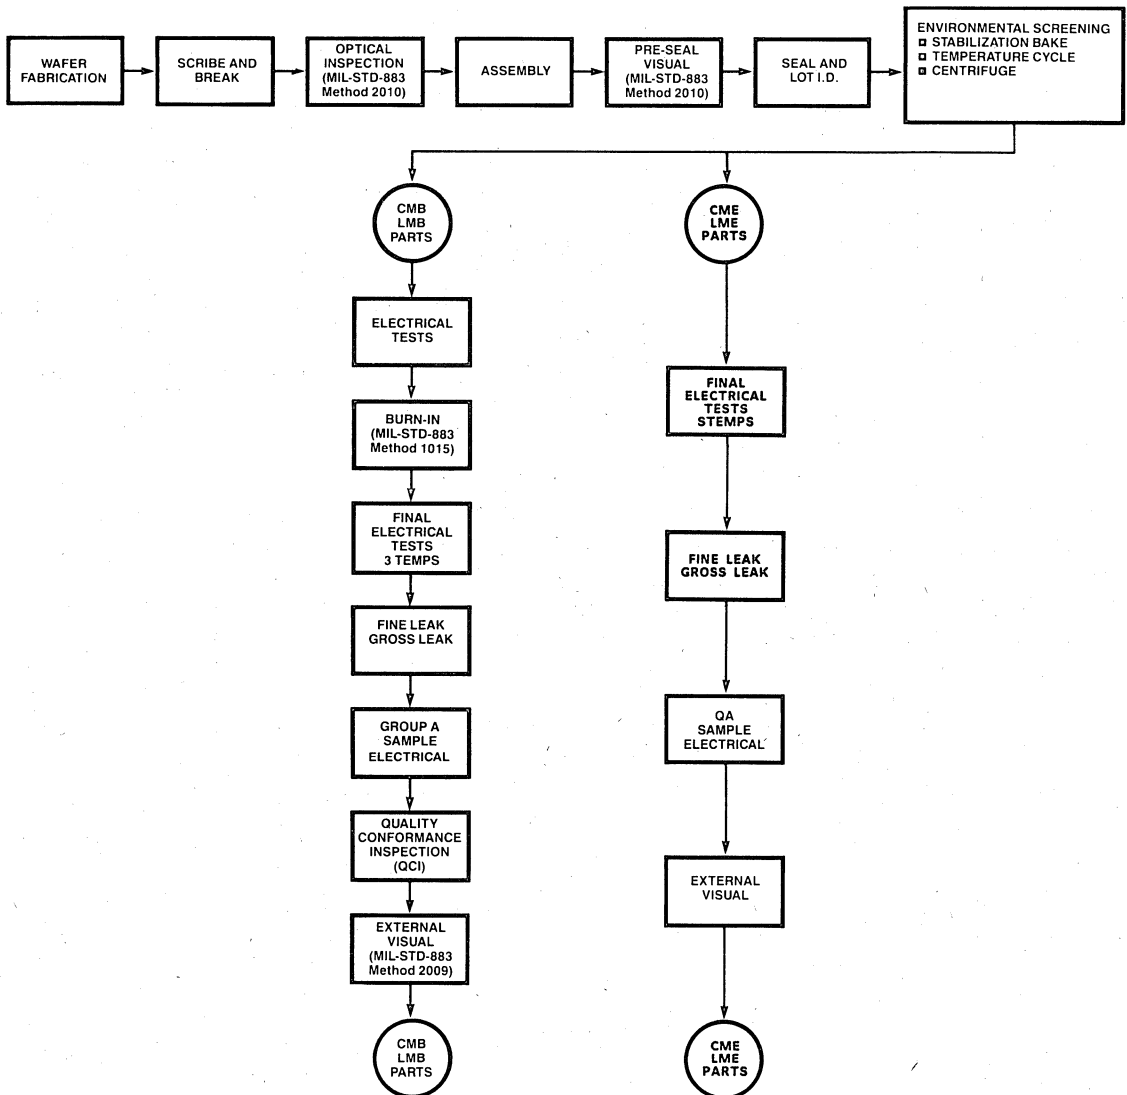 WAFER
FABRICATION
SCRIBE AND
BREAK
OPTICAL
INSPECTION
(MIL-STD-883
Method 2010)
ASSEMBLY
PRE-SEAL
VISUAL
(MIL-STD-883
Method 2010)
SEAL AND
LOT I.D.
ENVIRONMENTAL SCREENING
STABILIZATION BAKE
TEMPERATURE CYCLE
CENTRIFUGE
CMB
LMB
PARTS
ELECTRICAL
TESTS
BURN-IN
(MIL-STD-883
Method 1015)
FINAL
ELECTRICAL
TESTS
3 TEMPS
FINE LEAK
GROSS LEAK
GROUP A
SAMPLE
ELECTRICAL
QUALITY
CONFORMANCE
INSPECTION
(QCI)
EXTERNAL
VISUAL
(MIL-STD-883
Method 2009)
CMB
LMB
PARTS
CME
LME
PARTS
FINAL
ELECTRICAL
TESTS
STEMPS
FINE LEAK
GROSS LEAK
QA
SAMPLE
ELECTRICAL
EXTERNAL
VISUAL
CME
LME
PARTS